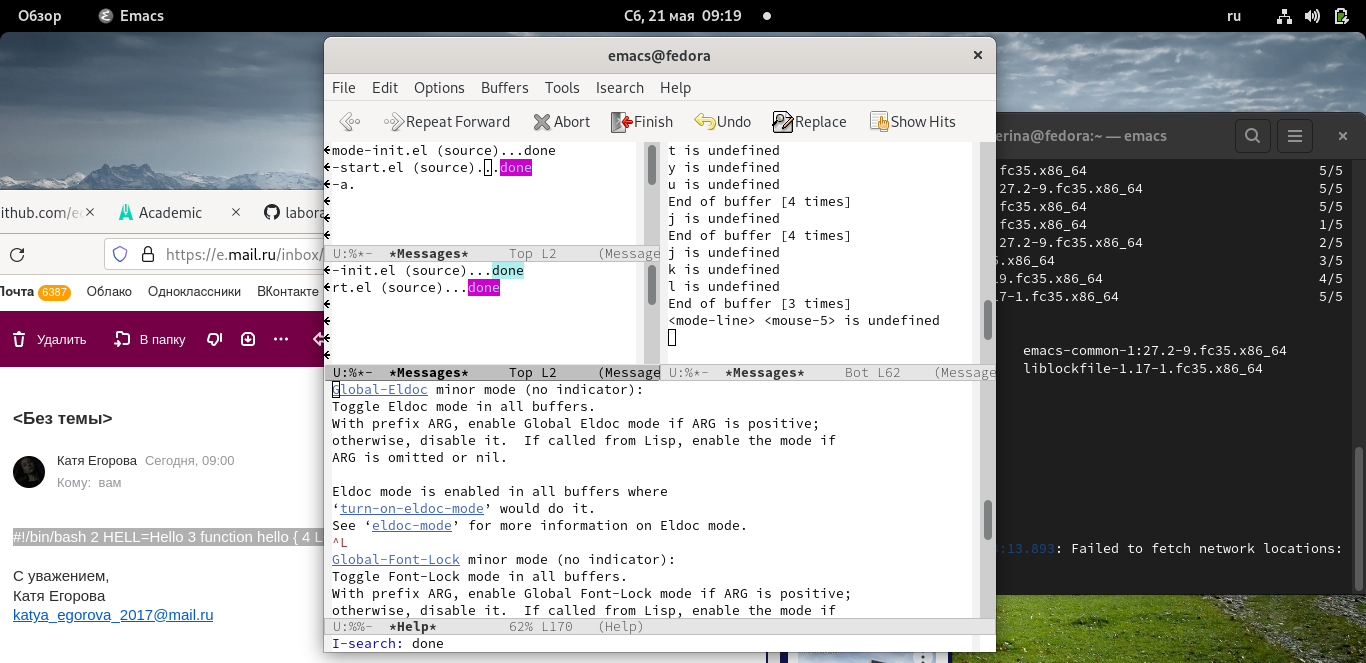 Обзор Emacs Сб, 21 мая 09:19 ru
emacs@fedora
File Edit Options Buffers Tools Isearch Help
Repeat Forward Abort Finish Undo Replace Show Hits
mode-init.el (source)...done
-start.el (source)...done
-a.
U:%*- *Messages* Top L2 (Message
-init.el (source)...done
rt.el (source)...done
U:%*- *Messages* Top L2 (Message
t is undefined
y is undefined
u is undefined
End of buffer [4 times]
j is undefined
End of buffer [4 times]
j is undefined
k is undefined
l is undefined
End of buffer [3 times]
<mode-line> <mouse-5> is undefined
U:%*- *Messages* Bot L62 (Message
Global-Eldoc minor mode (no indicator):
Toggle Eldoc mode in all buffers.
With prefix ARG, enable Global Eldoc mode if ARG is positive;
otherwise, disable it.  If called from Lisp, enable the mode if
ARG is omitted or nil.
Eldoc mode is enabled in all buffers where
‘turn-on-eldoc-mode’ would do it.
See ‘eldoc-mode’ for more information on Eldoc mode.
^L
Global-Font-Lock minor mode (no indicator):
Toggle Font-Lock mode in all buffers.
With prefix ARG, enable Global Font-Lock mode if ARG is positive;
otherwise, disable it.  If called from Lisp, enable the mode if
U:%%- *Help* 62% L170 (Help)
I-search: done
ithub.com/e Academic labora
https://e.mail.ru/inbox/
Почта 6387 Облако Одноклассники ВКонтакте
Удалить В папку
<Без темы>
Катя Егорова Сегодня, 09:00
Кому: вам
#!/bin/bash 2 HELL=Hello 3 function hello { 4 L
С уважением,
Катя Егорова
katya_egorova_2017@mail.ru
erina@fedora:~ — emacs
fc35.x86_64 5/5
27.2-9.fc35.x86_64 5/5
fc35.x86_64 5/5
fc35.x86_64 1/5
27.2-9.fc35.x86_64 2/5
.x86_64 3/5
9.fc35.x86_64 4/5
7-1.fc35.x86_64 5/5
emacs-common-1:27.2-9.fc35.x86_64
liblockfile-1.17-1.fc35.x86_64
:13.893: Failed to fetch network locations: